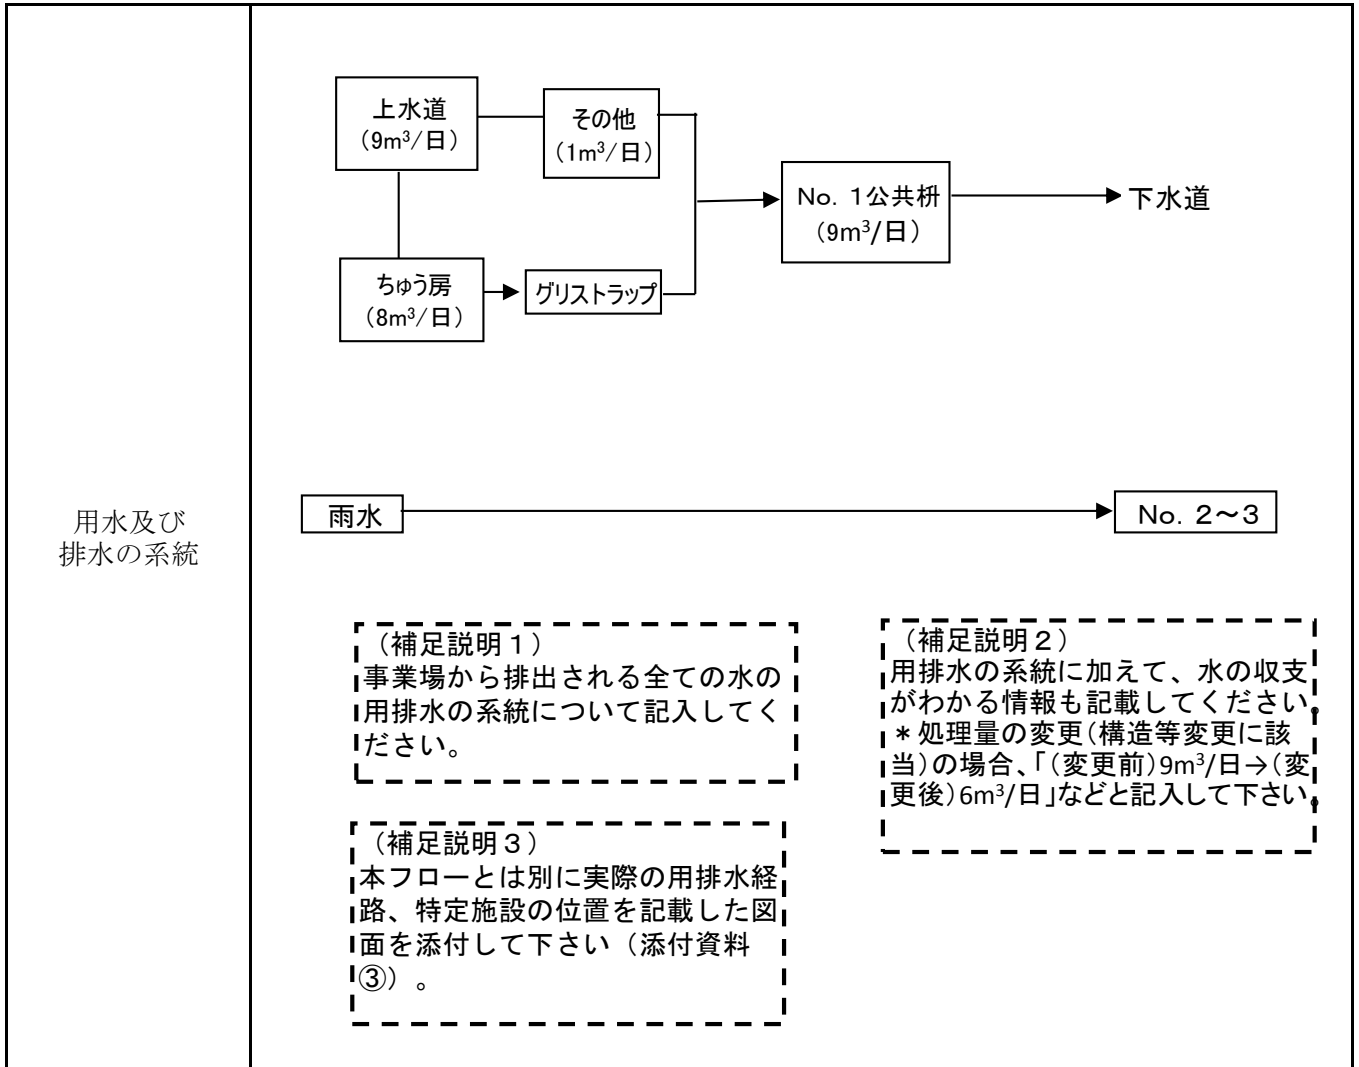 用水及び
排水の系統
上水道
（9m³/日）
その他
（1m³/日）
ちゅう房
（8m³/日）
グリストラップ
No. 1公共枡
（9m³/日）
下水道
雨水
No. 2～3
（補足説明１）
事業場から排出される全ての水の
用排水の系統について記入してく
ださい。
（補足説明２）
用排水の系統に加えて、水の収支
がわかる情報も記載してください。
＊処理量の変更（構造等変更に該
当）の場合、「（変更前）9m³/日→（変
更後）6m³/日」などと記入して下さい。
（補足説明３）
本フローとは別に実際の用排水経
路、特定施設の位置を記載した図
面を添付して下さい（添付資料
③）。